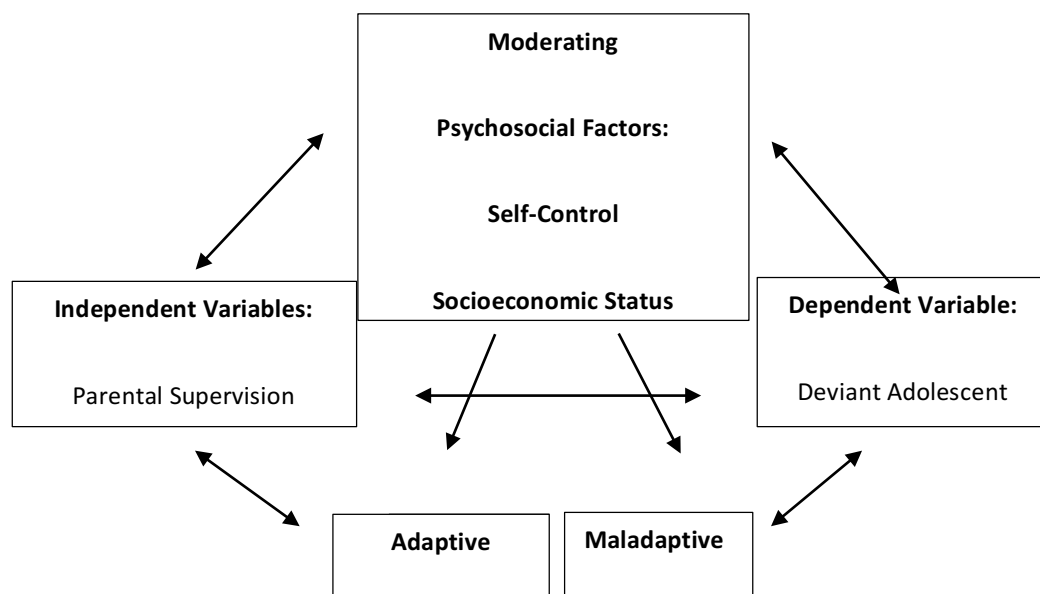 Moderating
Psychosocial Factors:
Self-Control
Socioeconomic Status
Independent Variables:
Parental Supervision
Dependent Variable:
Deviant Adolescent
Adaptive
Maladaptive